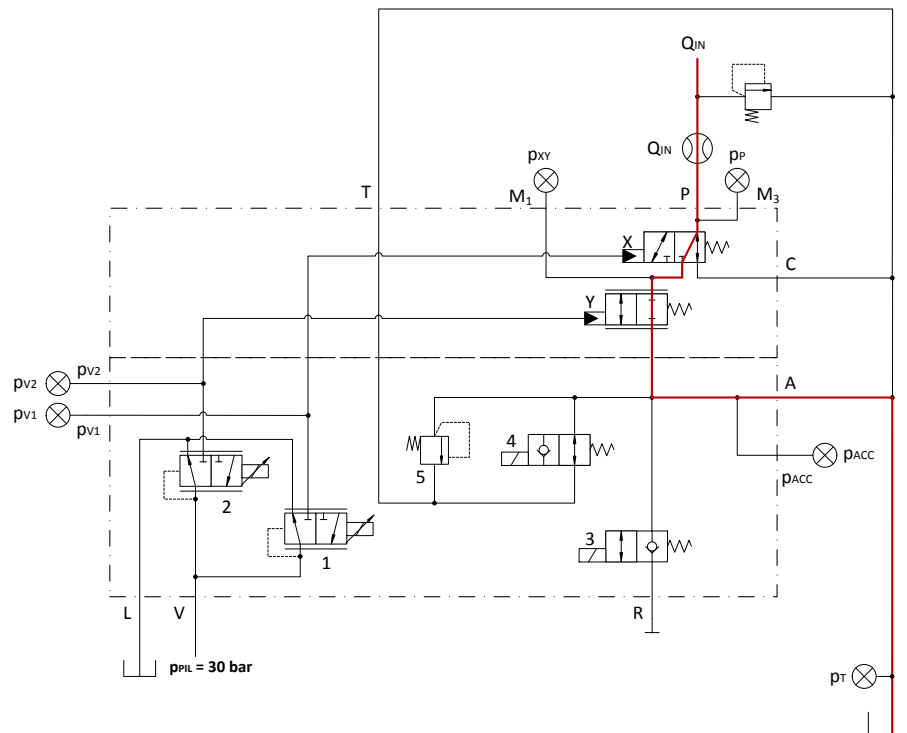 QIN
QIN
pXY
pP
T
M1
P
M3
X
C
Y
pV2
pV2
A
pV1
pV1
4
5
pACC
pACC
2
3
1
L
V
R
pPIL = 30 bar
pT